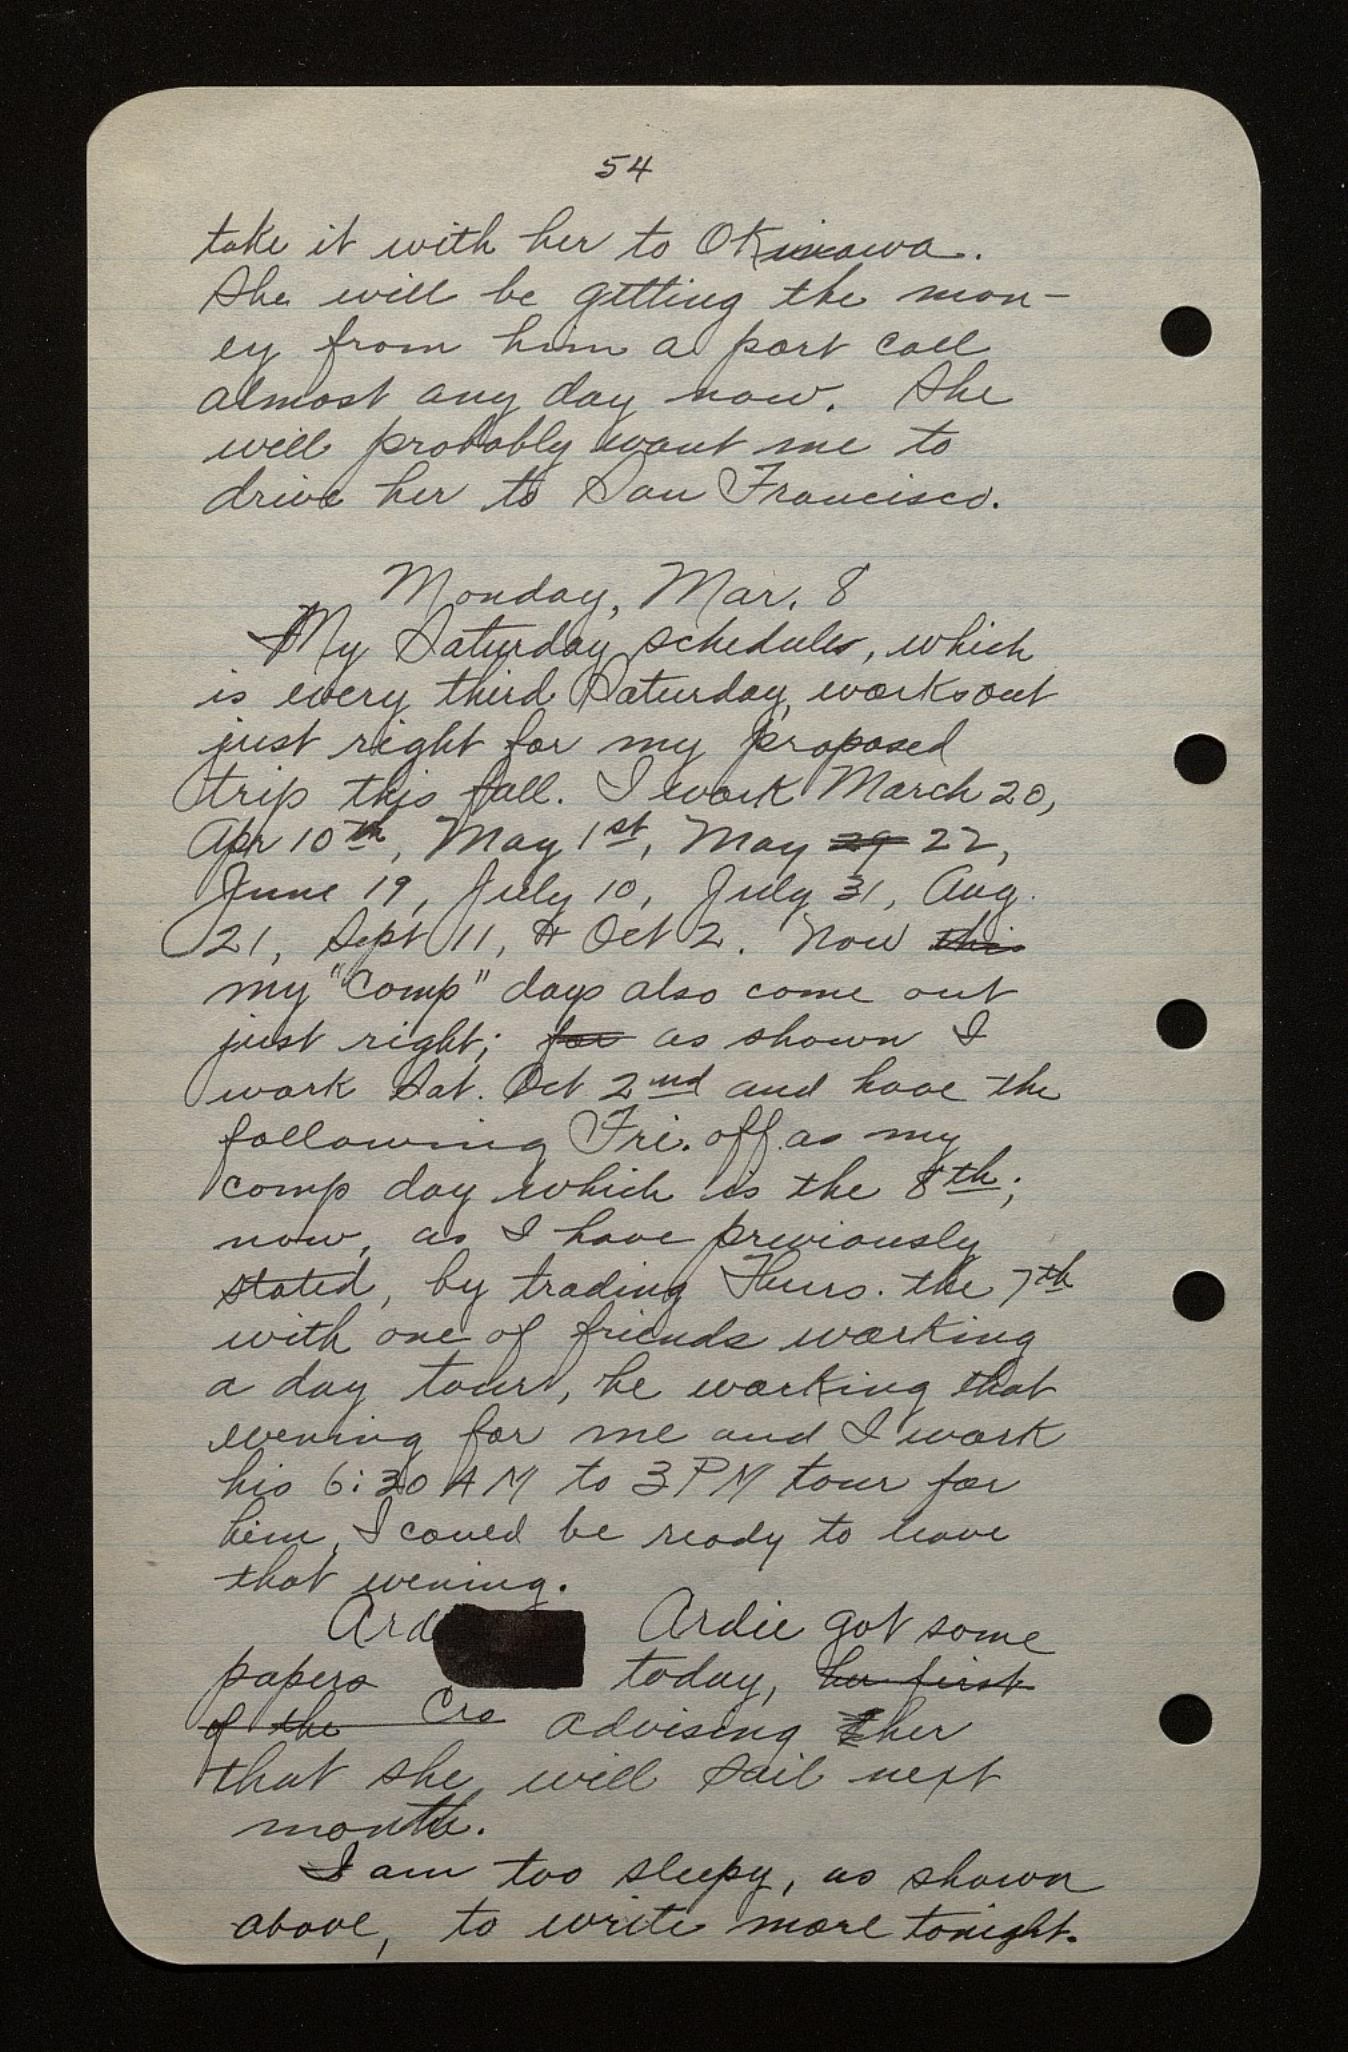 54
take it with her to Okinawa.
She will be getting the mon-
ey from him a port call
almost any day now. She
will probably want me to
drive her to San Francisco.
Monday, Mar. 8
My Saturday schedule, which
is every third Saturday, works out
just right for my proposed
trip this fall. I work March 20,
Apr 10th, May 1st, May 29 22,
June 19, July 10, July 31, Aug.
21, Sept 11, & Oct 2. Now this
my "comp" days also come out
just right; for as shown I
work Sat. Oct 2nd and have the
following Fri. off as my
comp day which is the 8th;
now, as I have previously
stated, by trading Thurs. the 7th
with one of friends working
a day tour, he working that
evening for me and I work
his 6:30 AM to 3 PM tour for
him, I could be ready to leave
that evening.
Ard Ardie got some
papers today, her first
of the Cro advising her
that she will sail next
month.
I am too sleepy, as shown
above, to write more tonight.